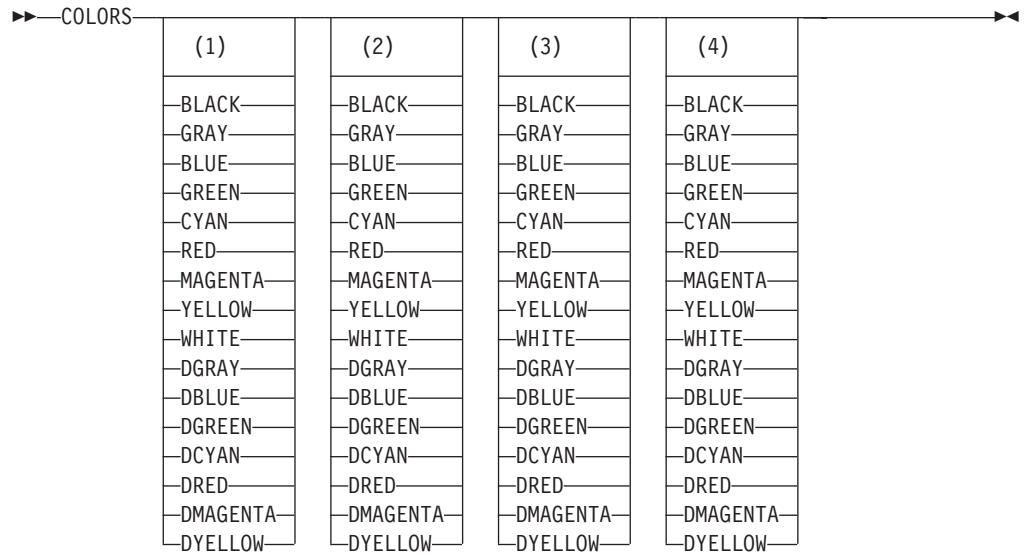 COLORS
(1) (2) (3) (4)
BLACK BLACK BLACK BLACK
GRAY GRAY GRAY GRAY
BLUE BLUE BLUE BLUE
GREEN GREEN GREEN GREEN
CYAN CYAN CYAN CYAN
RED RED RED RED
MAGENTA MAGENTA MAGENTA MAGENTA
YELLOW YELLOW YELLOW YELLOW
WHITE WHITE WHITE WHITE
DGRAY DGRAY DGRAY DGRAY
DBLUE DBLUE DBLUE DBLUE
DGREEN DGREEN DGREEN DGREEN
DCYAN DCYAN DCYAN DCYAN
DRED DRED DRED DRED
DMAGENTA DMAGENTA DMAGENTA DMAGENTA
DYELLOW DYELLOW DYELLOW DYELLOW